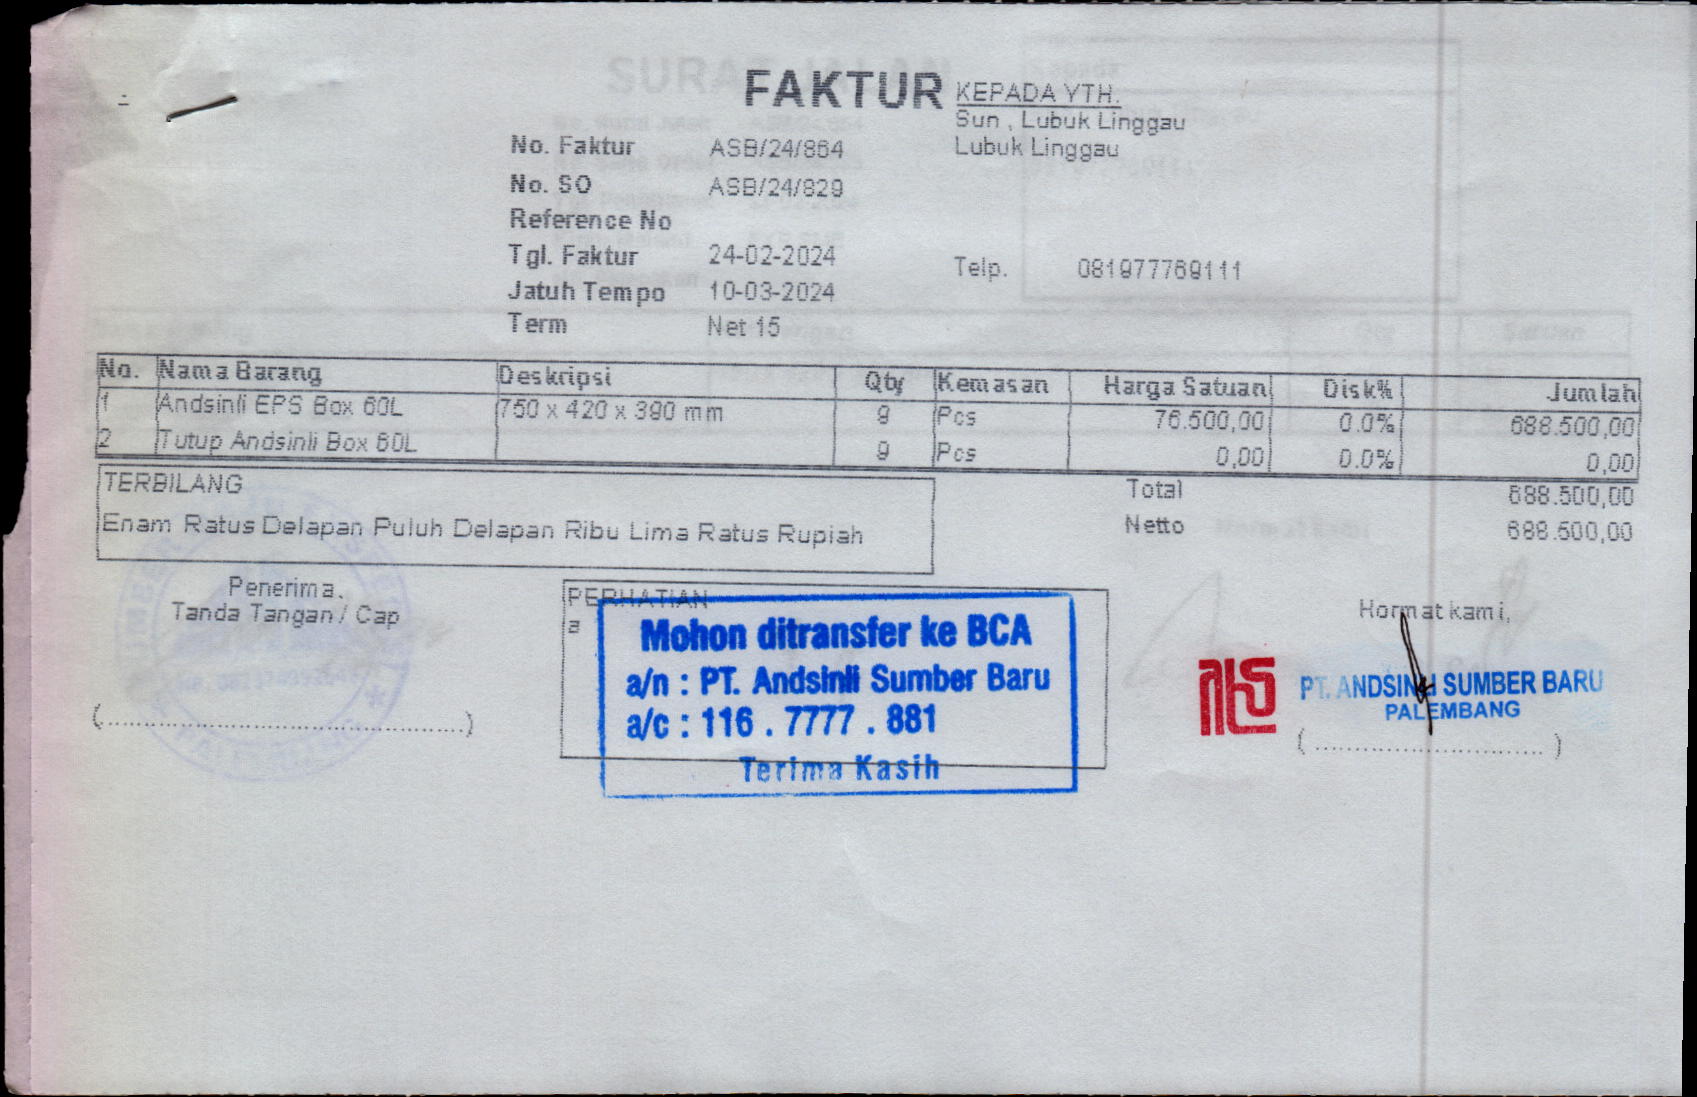 FAKTUR
KEPADA YTH.
Sun , Lubuk Linggau
Lubuk Linggau
No. Faktur ASB/24/864
No. SO ASB/24/829
Reference No
Tgl. Faktur 24-02-2024
Telp. 081977769111
Jatuh Tempo 10-03-2024
Term Net 15
No. Nama Barang Deskripsi Qty Kemasan Harga Satuan Disk% Jumlah
1 Andsinli EPS Box 60L 750 x 420 x 390 mm 9 Pcs 76.500,00 0.0% 688.500,00
2 Tutup Andsinli Box 60L 9 Pcs 0,00 0.0% 0,00
TERBILANG
Enam Ratus Delapan Puluh Delapan Ribu Lima Ratus Rupiah
Total 688.500,00
Netto 688.500,00
Penerima,
Tanda Tangan / Cap
(................................................)
PERHATIAN
a
Mohon ditransfer ke BCA
a/n : PT. Andsinli Sumber Baru
a/c : 116 . 7777 . 881
Terima Kasih
Hormat kami,
PT. ANDSINLI SUMBER BARU
PALEMBANG
(..............................)